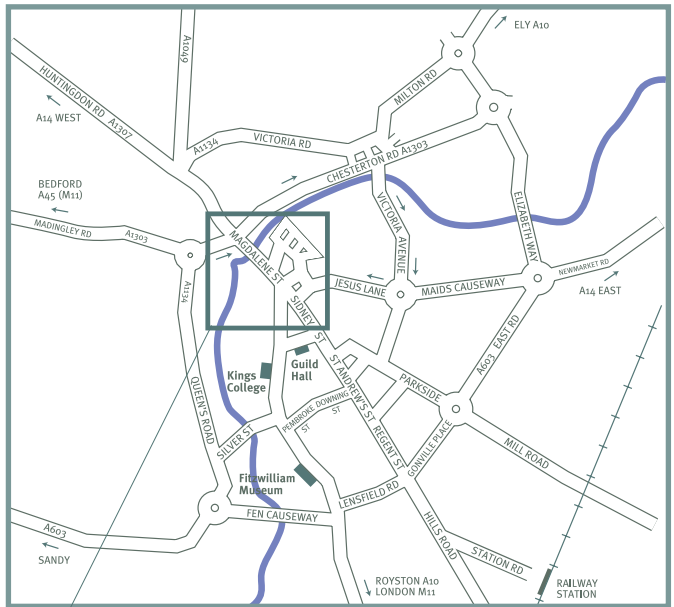 ELY A10
A1049
HUNTINGDON RD A1307
A14 WEST
MILTON RD
A1134
VICTORIA RD
CHESTERTON RD A1303
BEDFORD
A45 (M11)
MADINGLEY RD
A1303
MAGDALENE ST
VICTORIA AVENUE
ELIZABETH WAY
NEWMARKET RD
A14 EAST
JESUS LANE
MAIDS CAUSEWAY
A1134
SIDNEY ST
A603 EAST RD
Kings
College
Guild
Hall
ST ANDREW'S ST
PARKSIDE
QUEEN'S ROAD
PEMBROKE ST
DOWNING ST
SILVER ST
REGENT ST
GONVILLE PLACE
MILL ROAD
Fitzwilliam
Museum
LENSFIELD RD
FEN CAUSEWAY
HILLS ROAD
A603
SANDY
STATION RD
ROYSTON A10
LONDON M11
RAILWAY
STATION